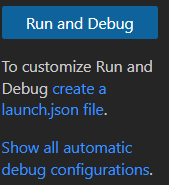 Run and Debug
To customize Run and
Debug create a
launch.json file.
Show all automatic
debug configurations.